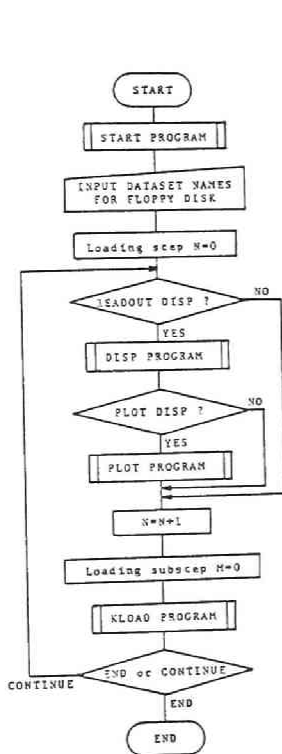 START
START PROGRAM
INPUT DATASET NAMES
FOR FLOPPY DISK
Loading step N=0
READOUT DISP ?
NO
YES
DISP PROGRAM
PLOT DISP ?
NO
YES
PLOT PROGRAM
N=N+1
Loading substep M=0
KLOAD PROGRAM
END or CONTINUE
CONTINUE
END
END